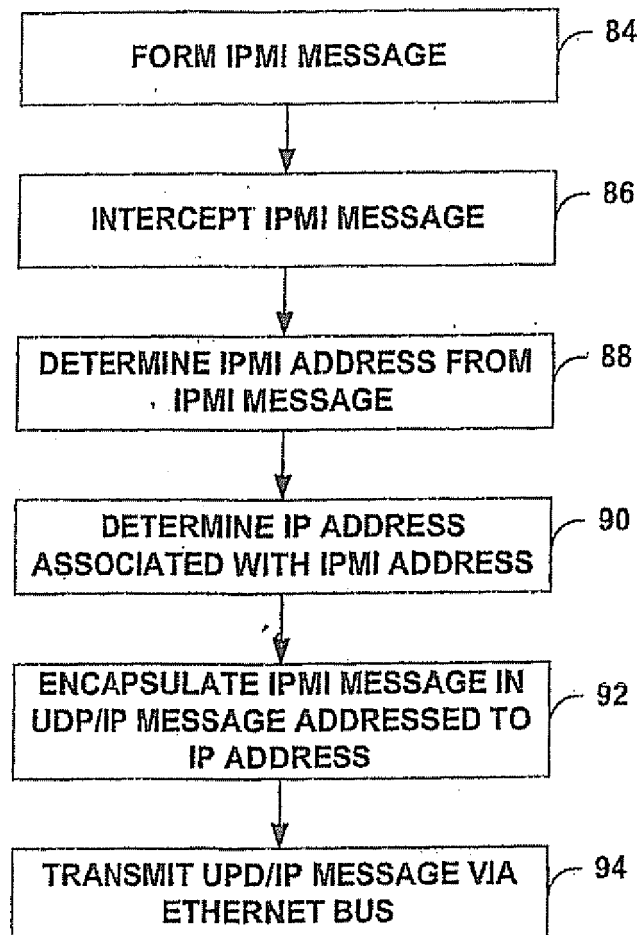 FORM IPMI MESSAGE
84
INTERCEPT IPMI MESSAGE
86
DETERMINE IPMI ADDRESS FROM
IPMI MESSAGE
88
DETERMINE IP ADDRESS
ASSOCIATED WITH IPMI ADDRESS
90
ENCAPSULATE IPMI MESSAGE IN
UDP/IP MESSAGE ADDRESSED TO
IP ADDRESS
92
TRANSMIT UPD/IP MESSAGE VIA
ETHERNET BUS
94